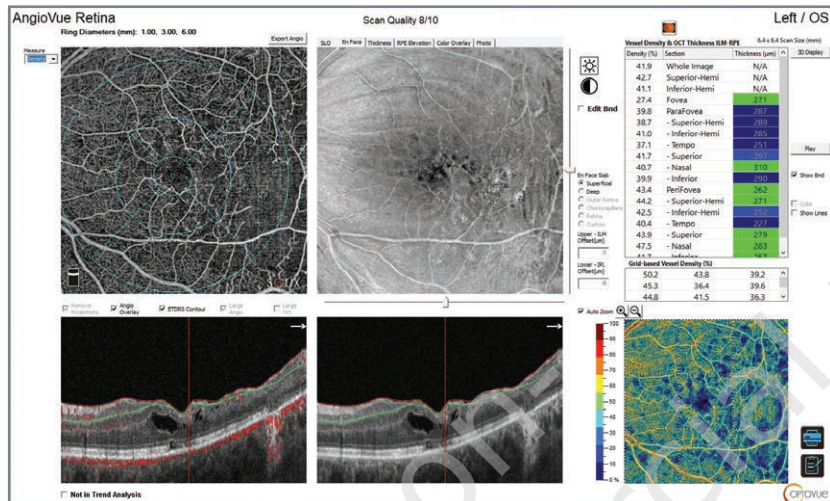 AngioVue Retina
Scan Quality 8/10
Left / OS
Ring Diameters (mm): 1.00, 3.00, 6.00
Export Angio
Measure
Density
SLO En Face Thickness RPE Elevation Color Overlay Photo
Edit Bnd
En Face Slab
Superficial
Deep
Outer Retina
Choriocapillaris
Retina
Custom
Upper - ILM
Offset(µm)
0
Lower - IPL
Offset(µm)
Vessel Density & OCT Thickness ILM-RPE
6.4 x 6.4 Scan Size (mm)
Density (%) Section Thickness (µm)
41.9 Whole Image N/A
42.7 Superior-Hemi N/A
41.1 Inferior-Hemi N/A
27.4 Fovea 271
39.8 ParaFovea 287
38.7 - Superior-Hemi 289
41.0 - Inferior-Hemi 285
37.1 - Tempo 251
41.7 - Superior 297
40.7 - Nasal 310
39.9 - Inferior 290
43.4 PeriFovea 262
44.2 - Superior-Hemi 271
42.5 - Inferior-Hemi 252
40.4 - Tempo 227
43.9 - Superior 279
47.5 - Nasal 283
Grid-based Vessel Density (%)
50.2 43.8 39.2
45.3 36.4 39.6
44.8 41.5 36.3
3D Display
Play
Show Bnd
Color
Show Lines
Remove Projections
Angio Overlay
ETDRS Contour
Large Angio
Large Oct
Auto Zoom
100
90
80
70
60
50
40
30
20
10
0 %
Not in Trend Analysis
OPTOVUE